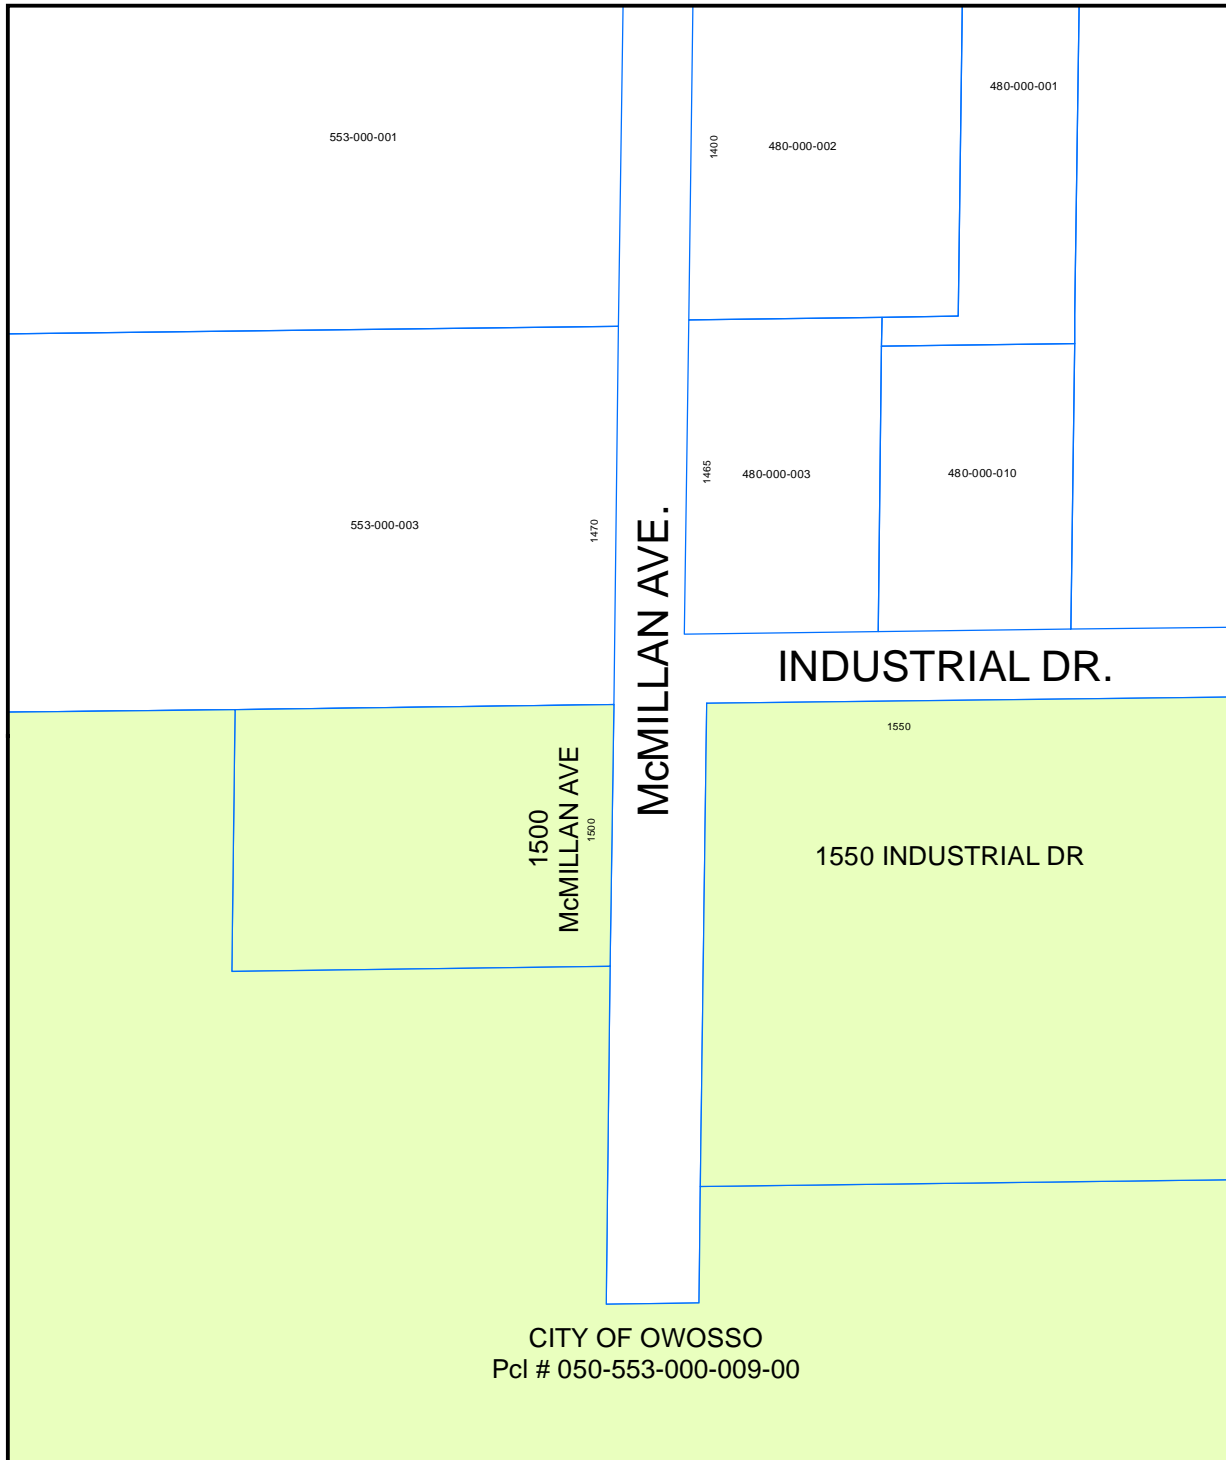 480-000-001
553-000-001
1400
480-000-002
1465
480-000-003
480-000-010
553-000-003
1470
McMILLAN AVE.
INDUSTRIAL DR.
1550
1500
McMILLAN AVE
1500
1550 INDUSTRIAL DR
CITY OF OWOSSO
Pcl # 050-553-000-009-00